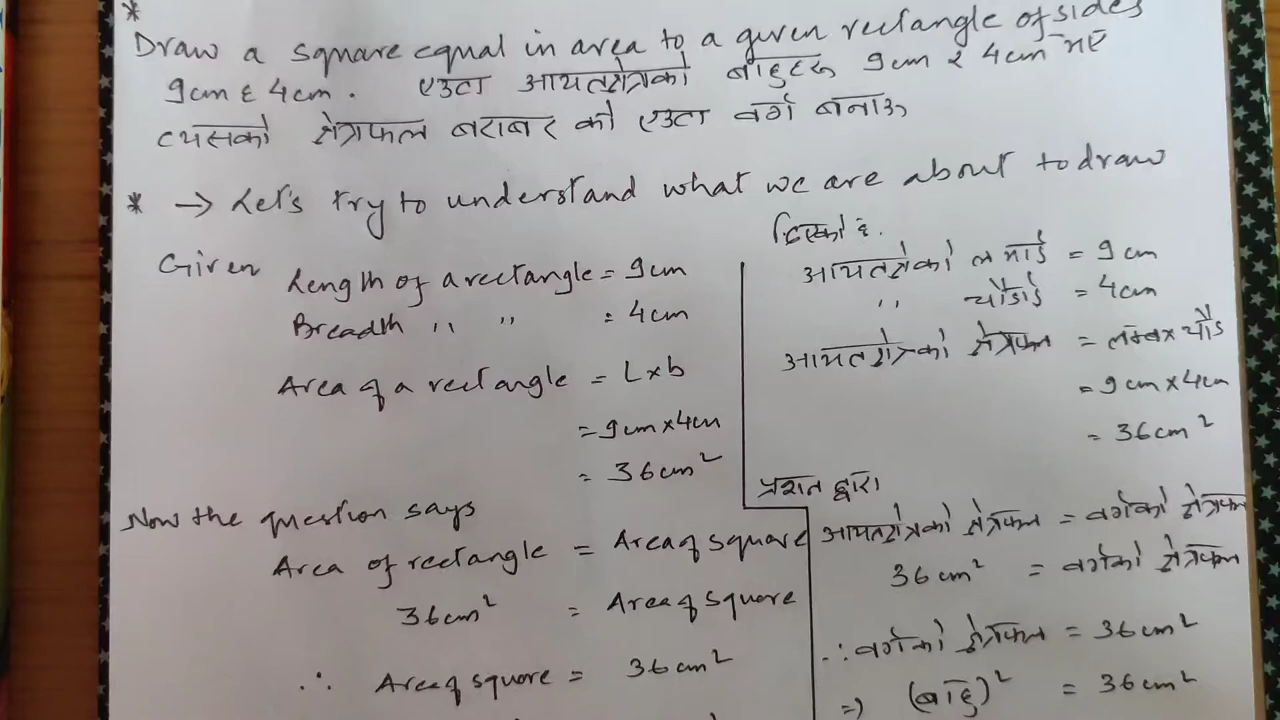 *
Draw a square equal in area to a given rectangle of sides
9cm & 4cm. एउटा आयतक्षेत्रको बाहुहरू 9cm र 4cm भए
त्यसको क्षेत्रफल बराबर को एउटा वर्ग बनाऊ
* → Let's try to understand what we are about to draw
Given Length of a rectangle = 9cm
Breadth " " = 4cm
Area of a rectangle = L×b
= 9cm×4cm
= 36cm²
Now the question says
Area of rectangle = Area of square
36cm² = Area of square
∴ Area of square = 36cm²
दिएको छ.
आयतक्षेत्रको लम्बाई = 9cm
" चौडाई = 4cm
आयतक्षेत्रको क्षेत्रफल = लम्ब×चौडाई
= 9cm×4cm
= 36cm²
प्रश्न द्वारा
आयतक्षेत्रको क्षेत्रफल = वर्गको क्षेत्रफल
36cm² = वर्गको क्षेत्रफल
∴ वर्गको क्षेत्रफल = 36cm²
=) (बाहु)² = 36cm²